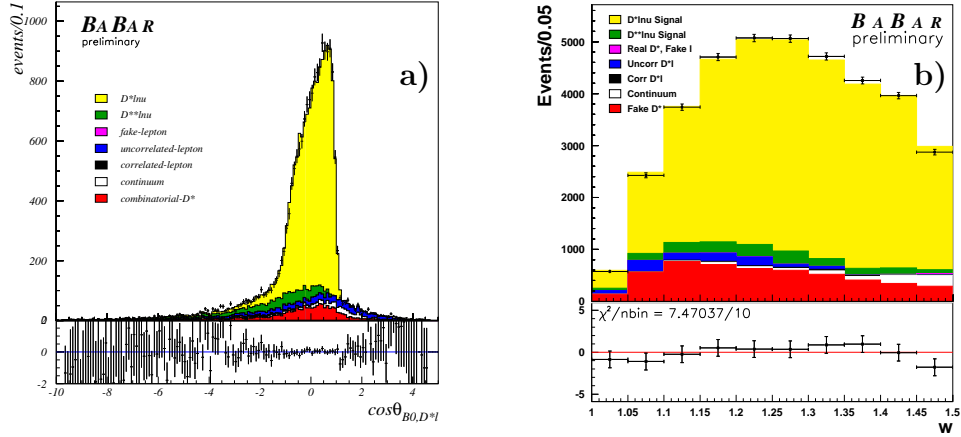 events/0.1
BABAR
preliminary
a)
1000
800
600
400
200
0
D*lnu
D**lnu
fake-lepton
uncorrelated-lepton
correlated-lepton
continuum
combinatorial-D*
0
-2
-10 -8 -6 -4 -2 0 2 4
cosθB0,D*l
Events/0.05
BABAR
preliminary
b)
5000
4000
3000
2000
1000
0
D*lnu Signal
D**lnu Signal
Real D*, Fake l
Uncorr D*l
Corr D*l
Continuum
Fake D*
χ²/nbin = 7.47037/10
5
0
-5
1 1.05 1.1 1.15 1.2 1.25 1.3 1.35 1.4 1.45 1.5
w